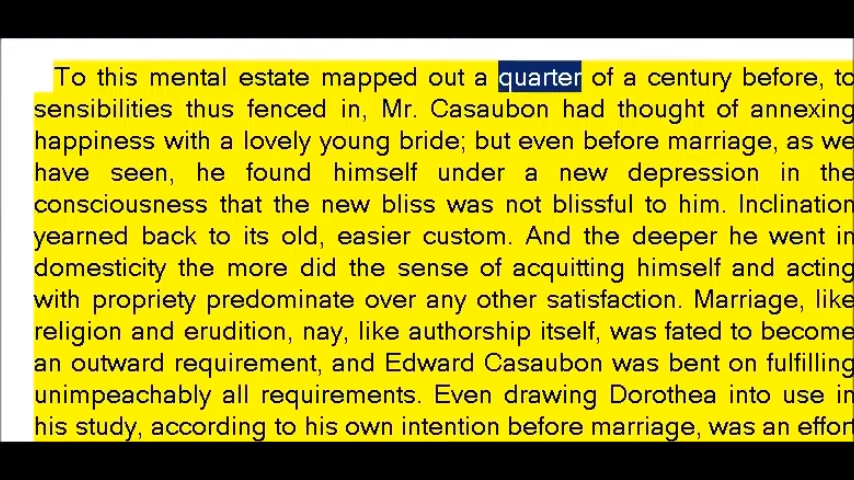 To this mental estate mapped out a quarter of a century before, to
sensibilities thus fenced in, Mr. Casaubon had thought of annexing
happiness with a lovely young bride; but even before marriage, as we
have seen, he found himself under a new depression in the
consciousness that the new bliss was not blissful to him. Inclination
yearned back to its old, easier custom. And the deeper he went in
domesticity the more did the sense of acquitting himself and acting
with propriety predominate over any other satisfaction. Marriage, like
religion and erudition, nay, like authorship itself, was fated to become
an outward requirement, and Edward Casaubon was bent on fulfilling
unimpeachably all requirements. Even drawing Dorothea into use in
his study, according to his own intention before marriage, was an effort